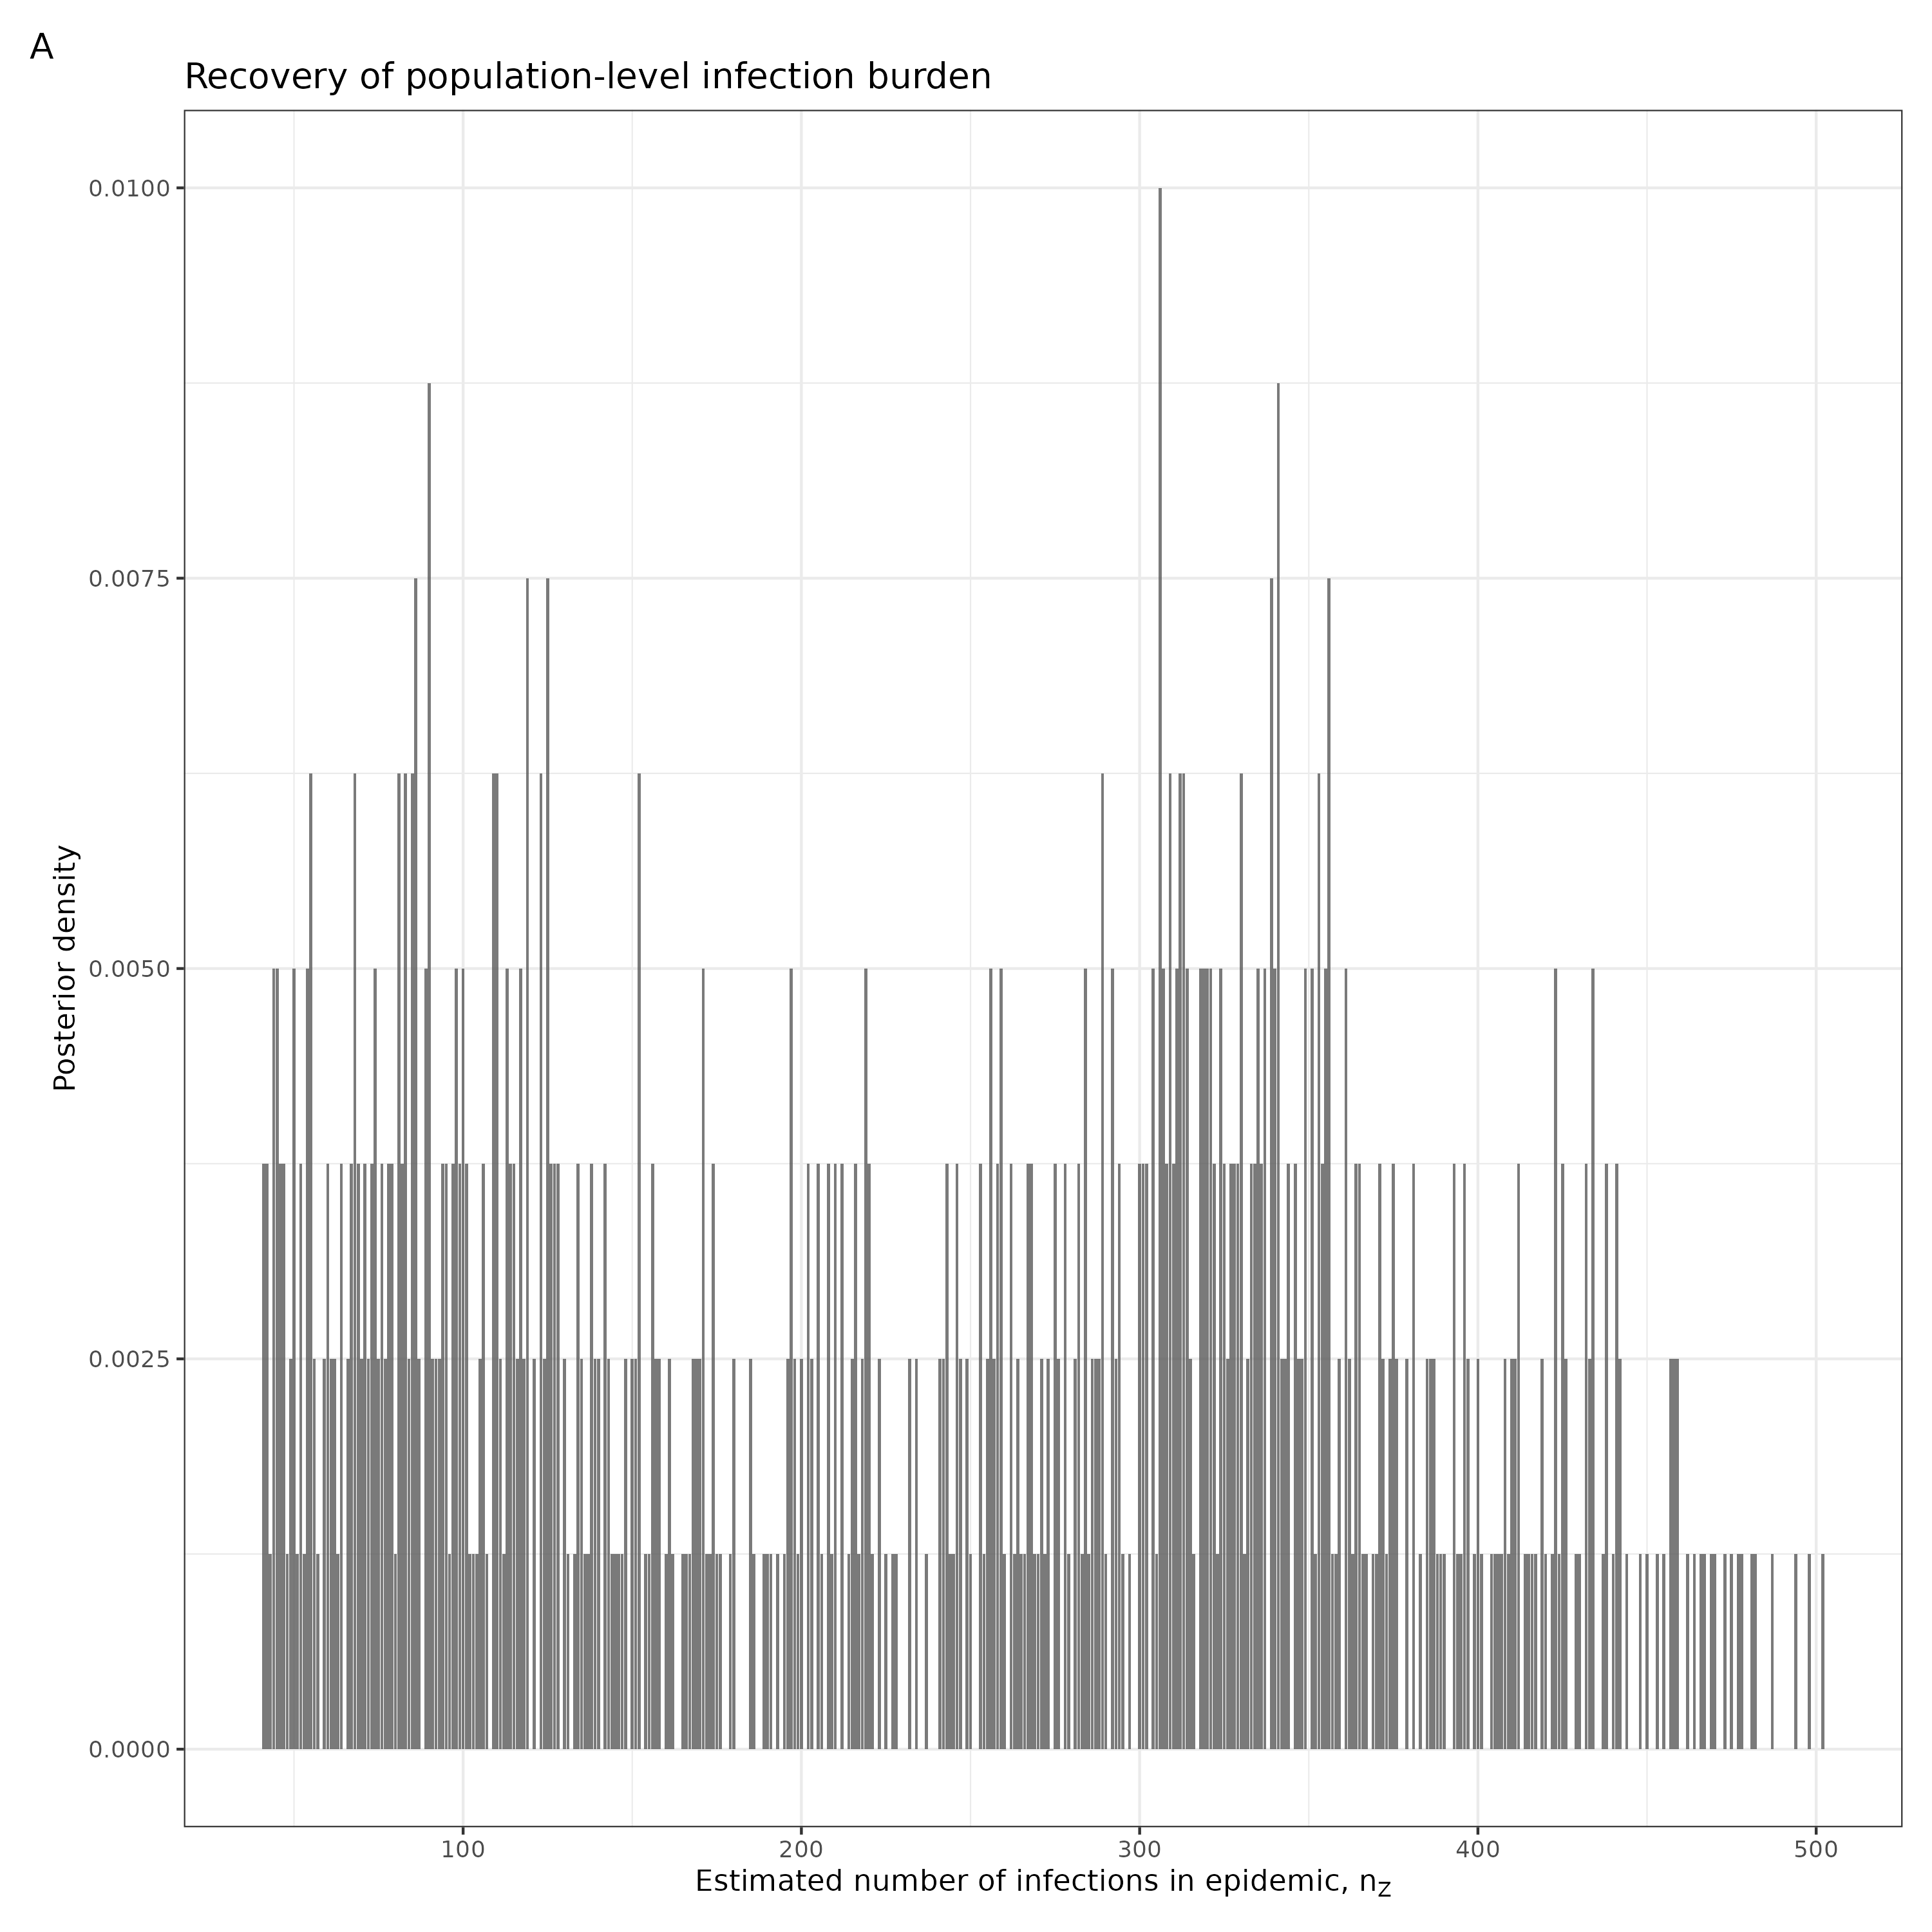 A
Recovery of population-level infection burden
0.0100
0.0075
0.0050
0.0025
0.0000
Posterior density
100 200 300 400 500
Estimated number of infections in epidemic, n_Z